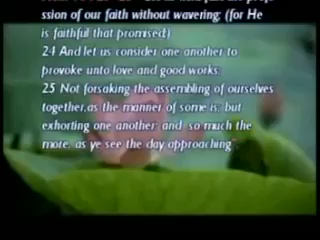 ssion of our faith without wavering; (for He
is faithful that promised;)
24 And let us consider one another to
provoke unto love and good works:
25 Not forsaking the assembling of ourselves
together,as the manner of some is; but
exhorting one another: and so much the
more, as ye see the day approaching"